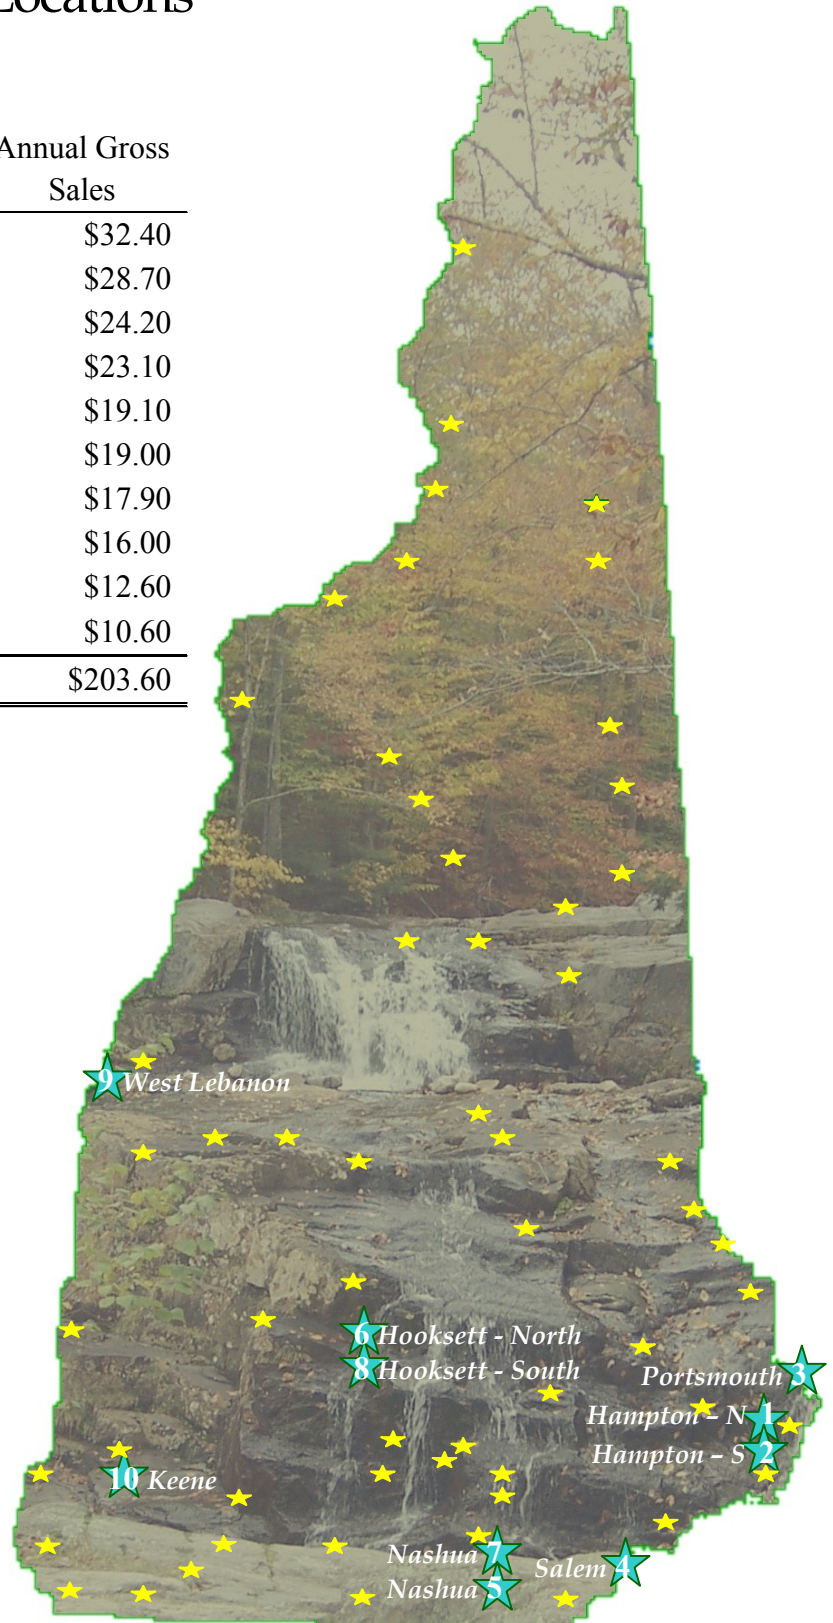 Locations
Annual Gross
Sales
$32.40
$28.70
$24.20
$23.10
$19.10
$19.00
$17.90
$16.00
$12.60
$10.60
$203.60
9 West Lebanon
6 Hooksett - North
8 Hooksett - South
Portsmouth 3
Hampton – N 1
Hampton – S 2
10 Keene
Nashua 7
Salem 4
Nashua 5